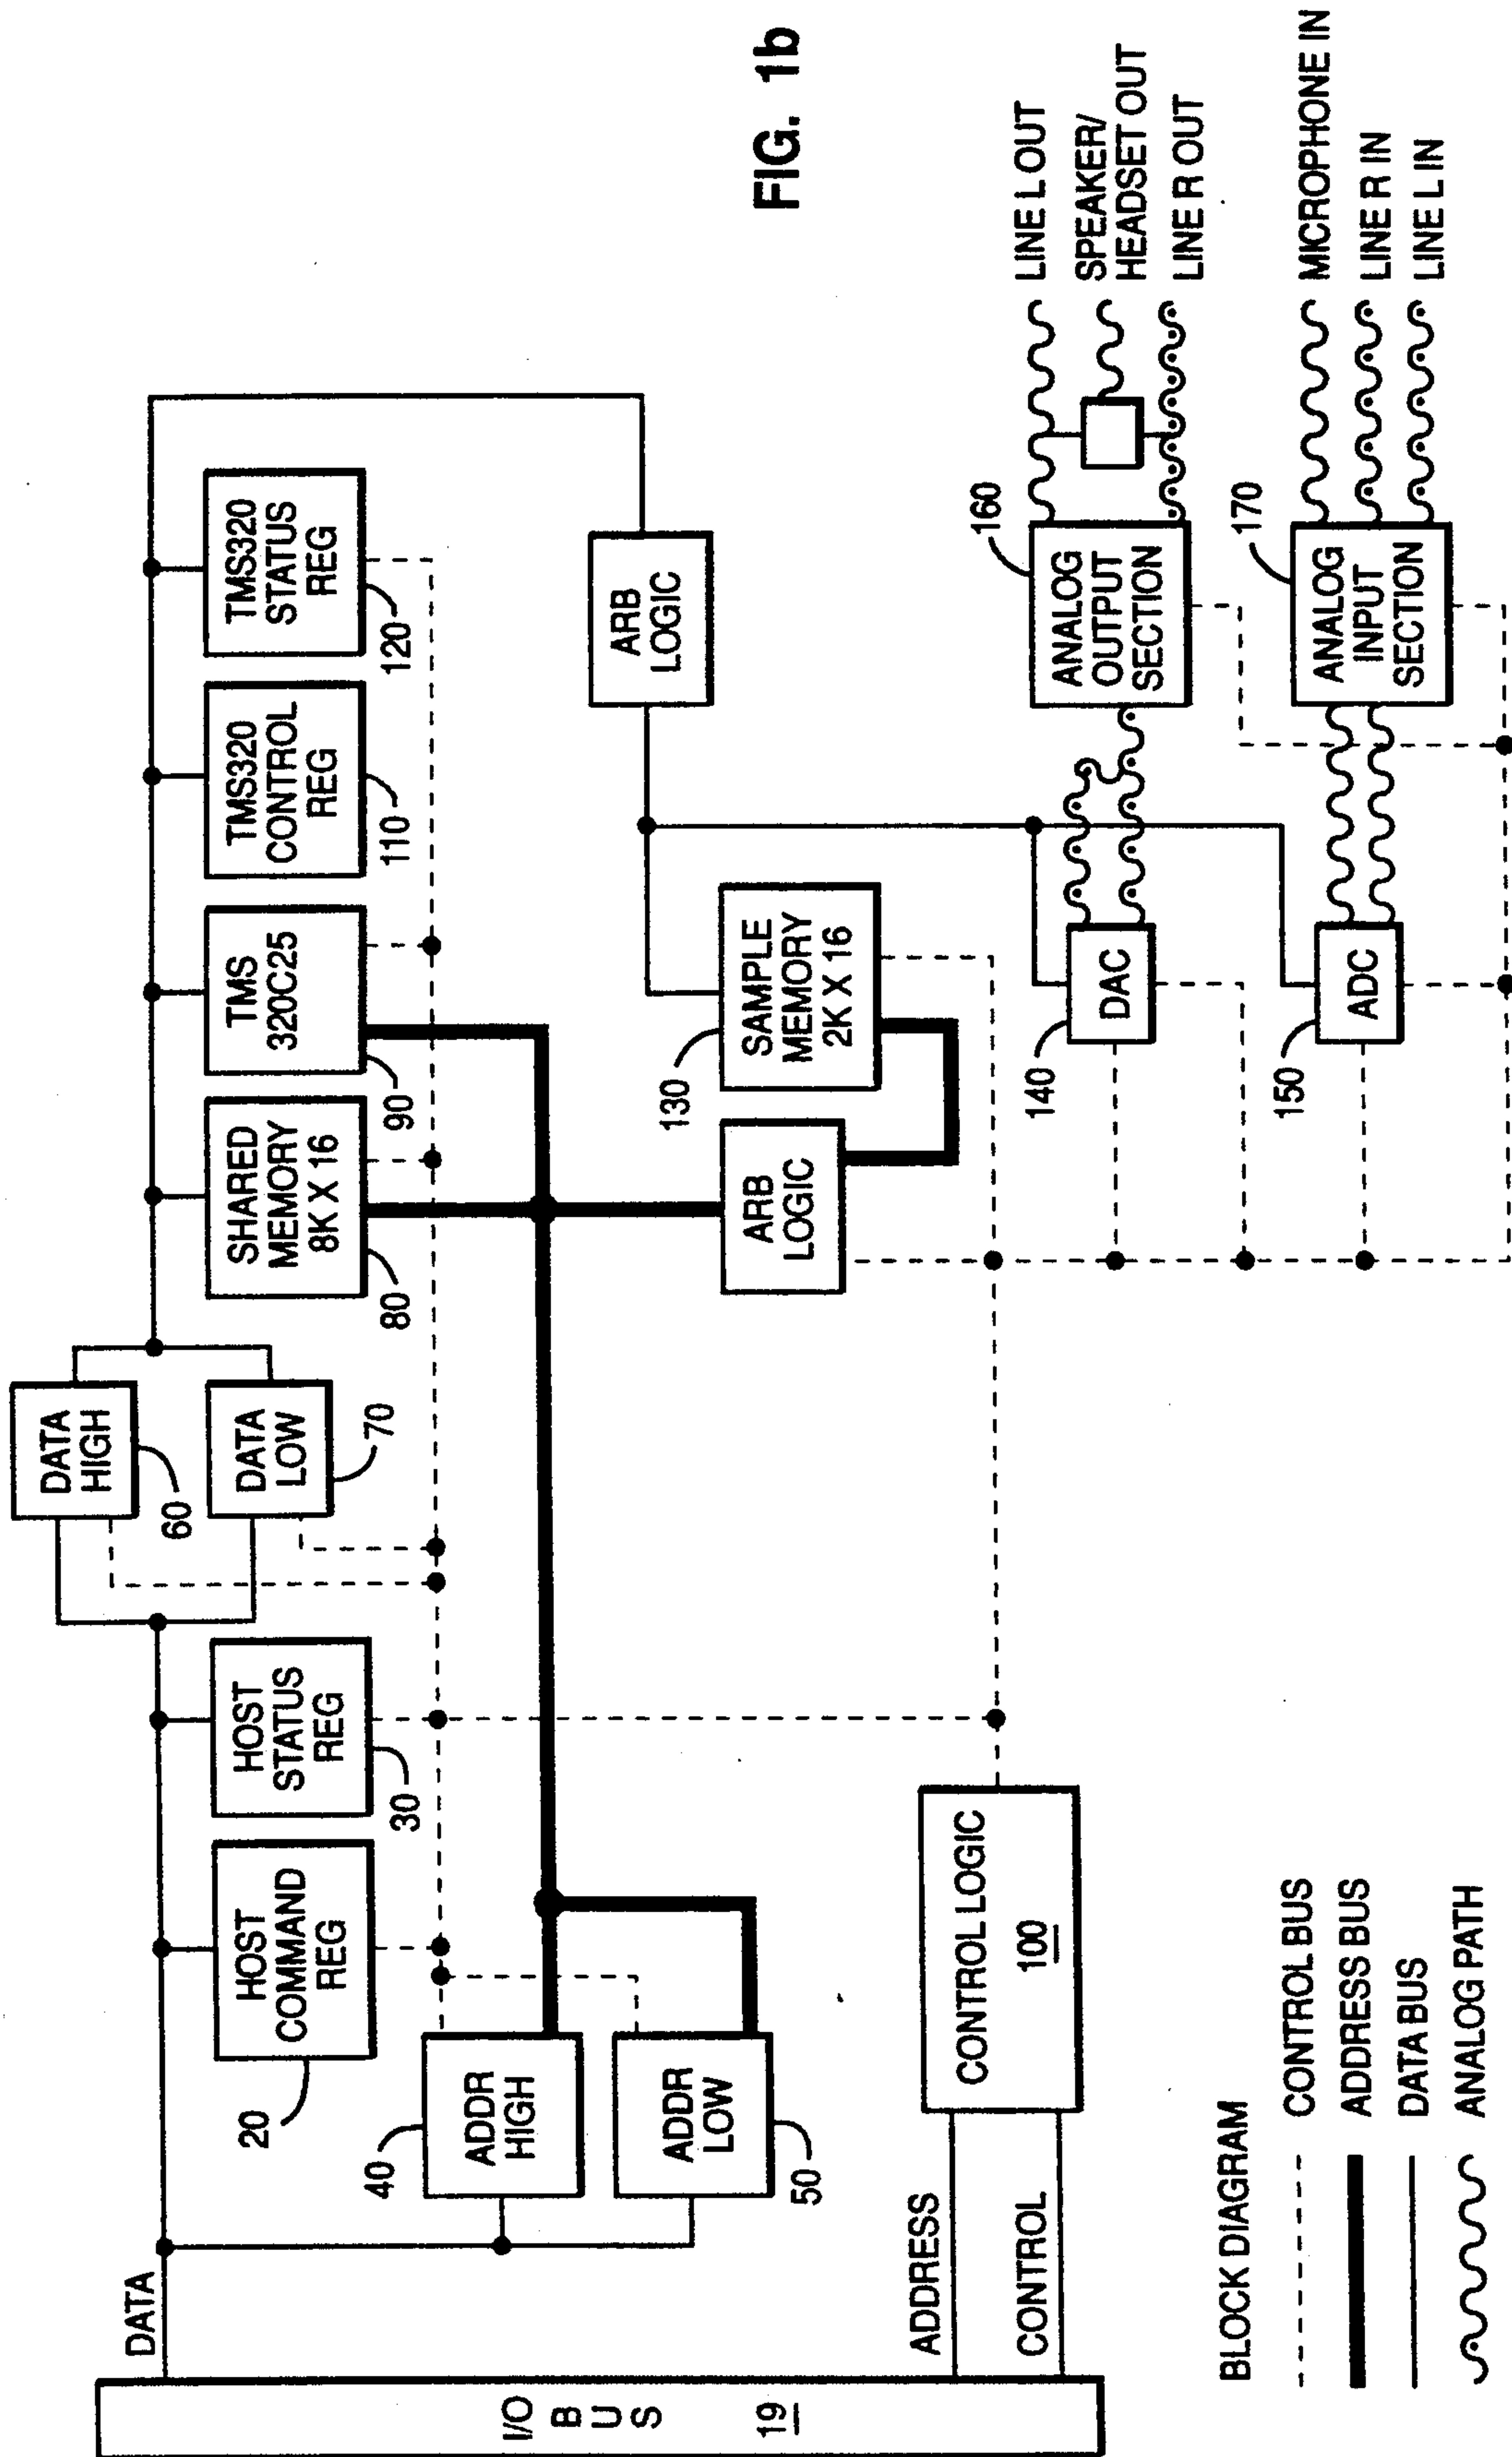 FIG. 1b
DATA
I/O
B
U
S
19
ADDRESS
CONTROL
20
HOST
COMMAND
REG
HOST
STATUS
REG
30
40
ADDR
HIGH
ADDR
LOW
50
DATA
HIGH
60
DATA
LOW
70
SHARED
MEMORY
8K X 16
80
TMS
320C25
90
TMS320
CONTROL
REG
110
TMS320
STATUS
REG
120
ARB
LOGIC
ARB
LOGIC
130
SAMPLE
MEMORY
2K X 16
CONTROL LOGIC
100
140
DAC
150
ADC
160
ANALOG
OUTPUT
SECTION
170
ANALOG
INPUT
SECTION
LINE L OUT
SPEAKER/
HEADSET OUT
LINE R OUT
MICROPHONE IN
LINE R IN
LINE L IN
BLOCK DIAGRAM
CONTROL BUS
ADDRESS BUS
DATA BUS
ANALOG PATH